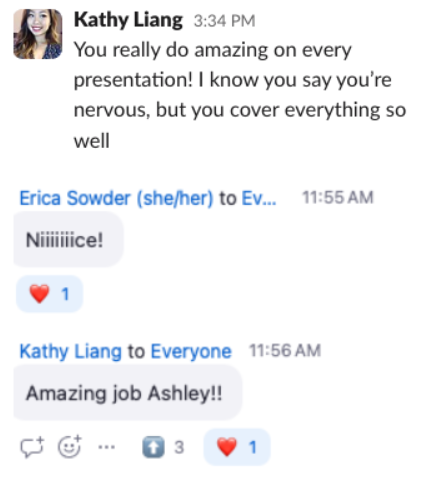 Kathy Liang 3:34 PM
You really do amazing on every
presentation! I know you say you're
nervous, but you cover everything so
well
Erica Sowder (she/her) to Ev... 11:55 AM
Niiiiiiice!
1
Kathy Liang to Everyone 11:56 AM
Amazing job Ashley!!
3 1